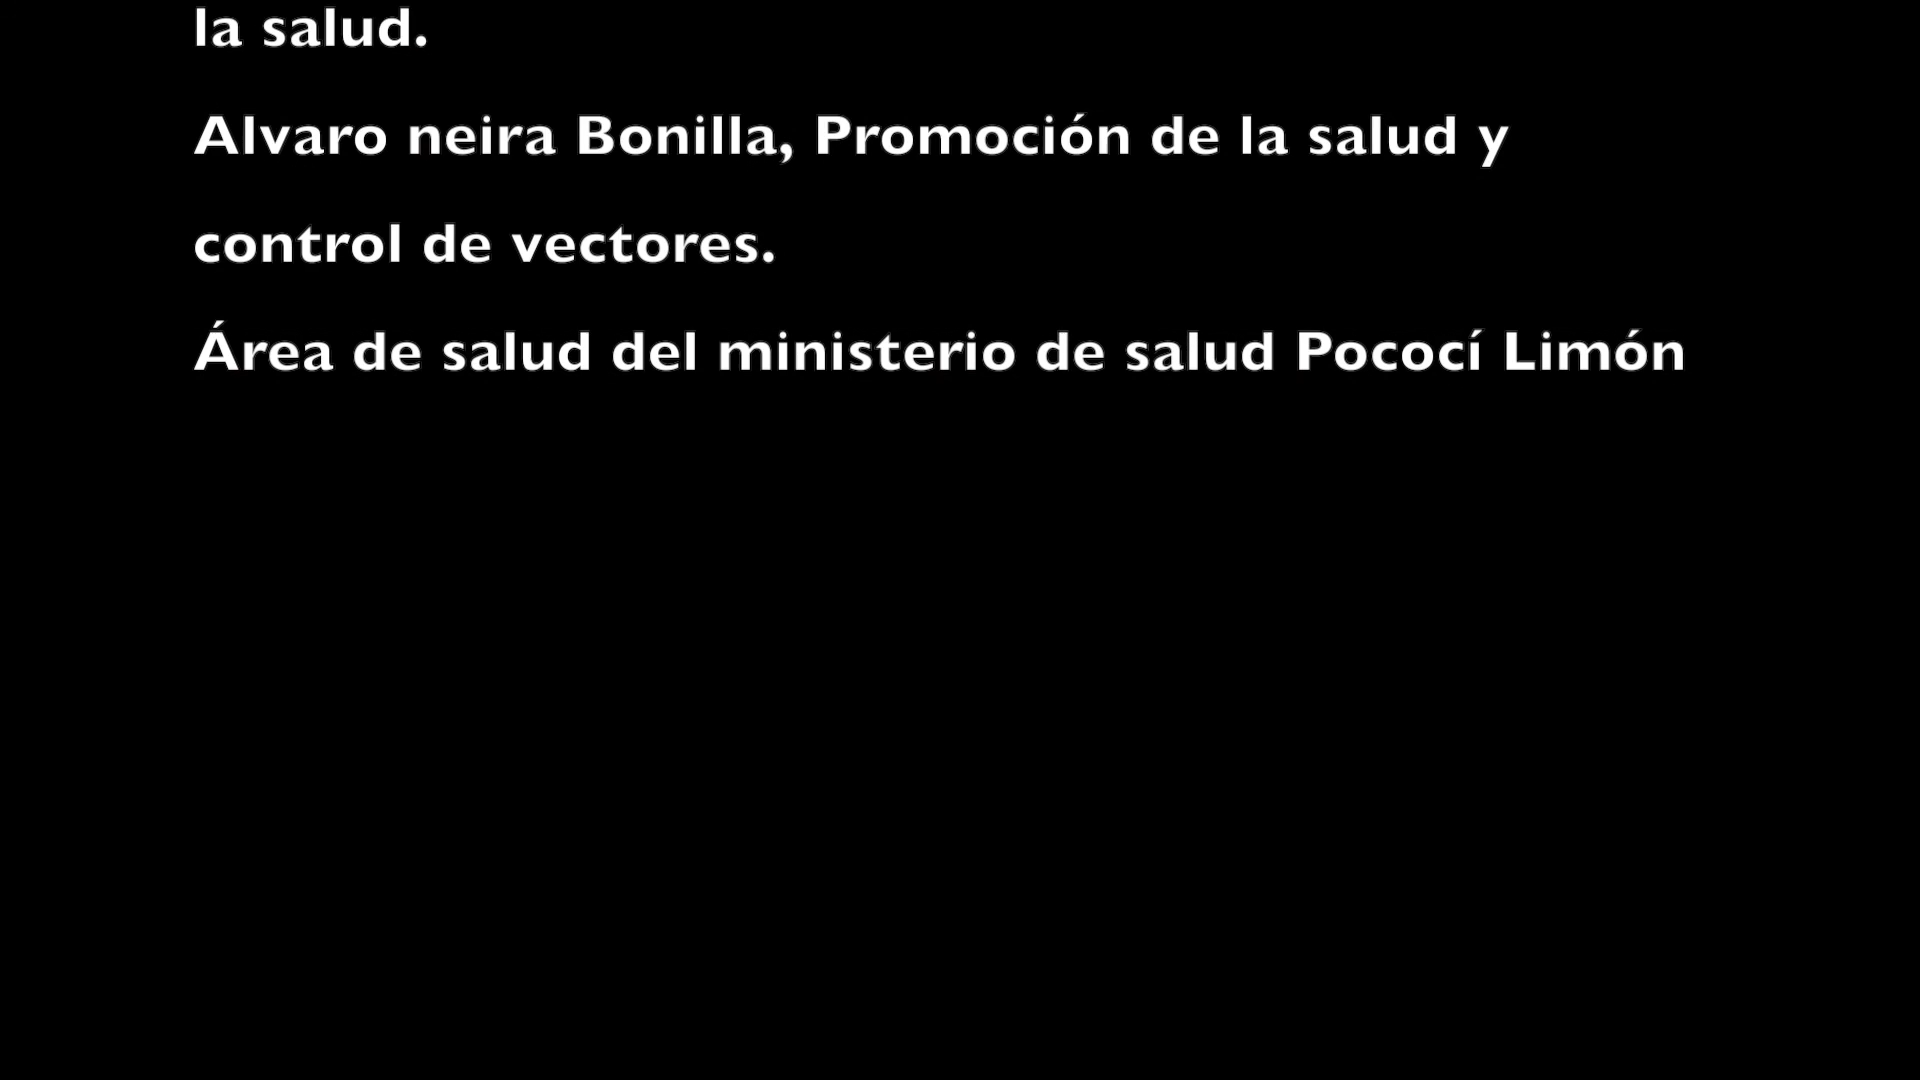 la salud.
Alvaro neira Bonilla, Promoción de la salud y
control de vectores.
Área de salud del ministerio de salud Pococí Limón